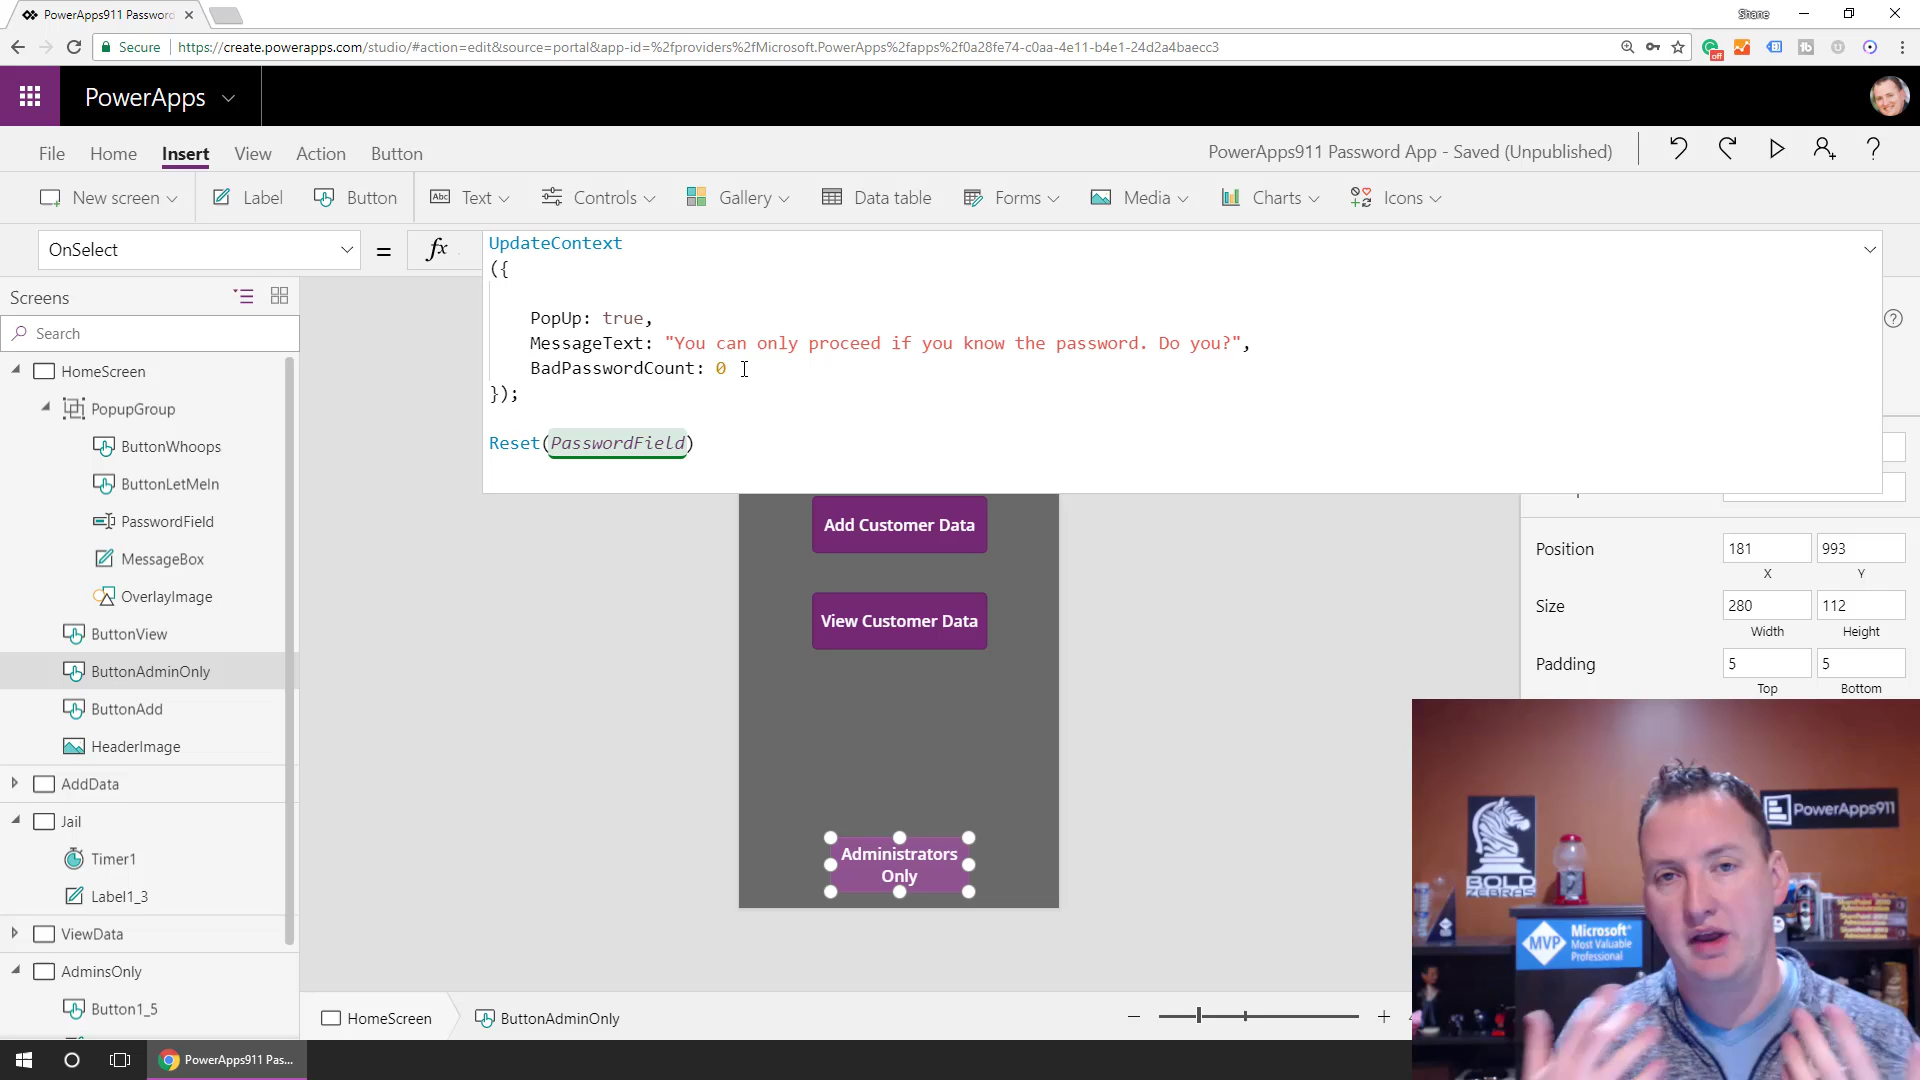 PowerApps911 Password
Shane
Secure
https://create.powerapps.com/studio/#action=edit&source=portal&app-id=%2fproviders%2fMicrosoft.PowerApps%2fapps%2f0a28fe74-c0aa-4e11-b4e1-24d2a4baecc3
off
PowerApps
File Home Insert View Action Button
PowerApps911 Password App - Saved (Unpublished)
New screen Label Button Abc Text Controls Gallery Data table Forms Media Charts Icons
OnSelect = fx
UpdateContext
({
PopUp: true,
MessageText: "You can only proceed if you know the password. Do you?",
BadPasswordCount: 0
});
Reset(PasswordField)
Screens
Search
HomeScreen
PopupGroup
ButtonWhoops
ButtonLetMeIn
PasswordField
MessageBox
OverlayImage
ButtonView
ButtonAdminOnly
ButtonAdd
HeaderImage
AddData
Jail
Timer1
Label1_3
ViewData
AdminsOnly
Button1_5
Add Customer Data
View Customer Data
Administrators
Only
Position 181 993
X Y
Size 280 112
Width Height
Padding 5 5
Top Bottom
PowerApps911
BOLD
ZEBRAS
MVP
Microsoft
Most Valuable
Professional
HomeScreen ButtonAdminOnly
PowerApps911 Pas...